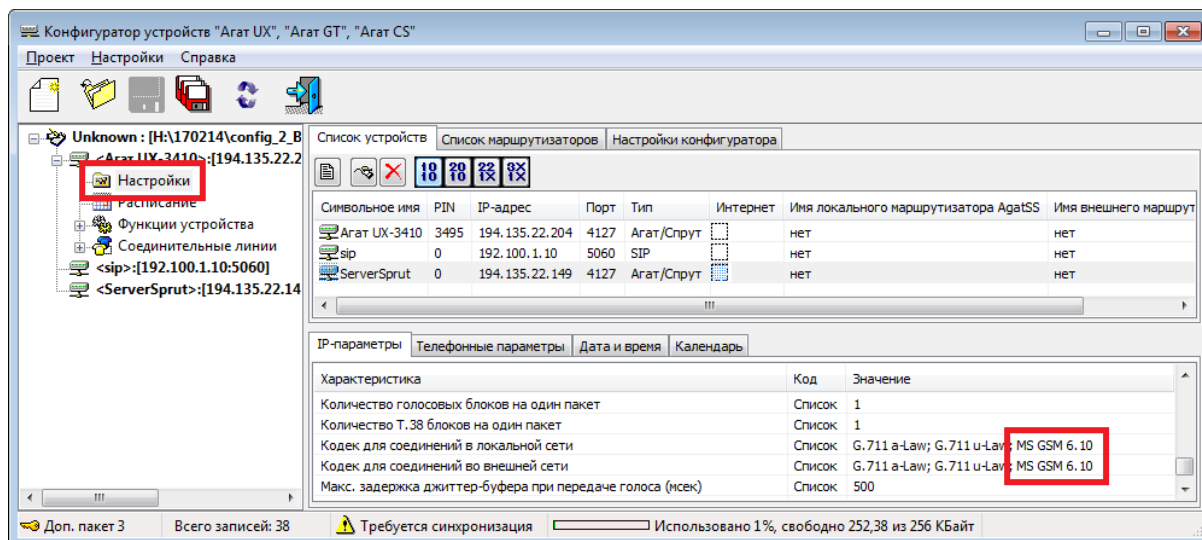 Конфигуратор устройств "Агат UX", "Агат GT", "Агат CS"
Проект Настройки Справка
Unknown : [H:\170214\config_2_B
<Агат UX-3410>:[194.135.22.2
Настройки
Расписание
Функции устройства
Соединительные линии
<sip>:[192.100.1.10:5060]
<ServerSprut>:[194.135.22.14
Список устройств Список маршрутизаторов Настройки конфигуратора
Символьное имя PIN IP-адрес Порт Тип Интернет Имя локального маршрутизатора AgatSS Имя внешнего маршрут
Агат UX-3410 3495 194.135.22.204 4127 Агат/Спрут нет нет
sip 0 192.100.1.10 5060 SIP нет нет
ServerSprut 0 194.135.22.149 4127 Агат/Спрут нет нет
IP-параметры Телефонные параметры Дата и время Календарь
Характеристика Код Значение
Количество голосовых блоков на один пакет Список 1
Количество T.38 блоков на один пакет Список 1
Кодек для соединений в локальной сети Список G.711 a-Law; G.711 u-Law; MS GSM 6.10
Кодек для соединений во внешней сети Список G.711 a-Law; G.711 u-Law; MS GSM 6.10
Макс. задержка джиттер-буфера при передаче голоса (мсек) Список 500
Доп. пакет 3 Всего записей: 38 Требуется синхронизация Использовано 1%, свободно 252,38 из 256 КБайт